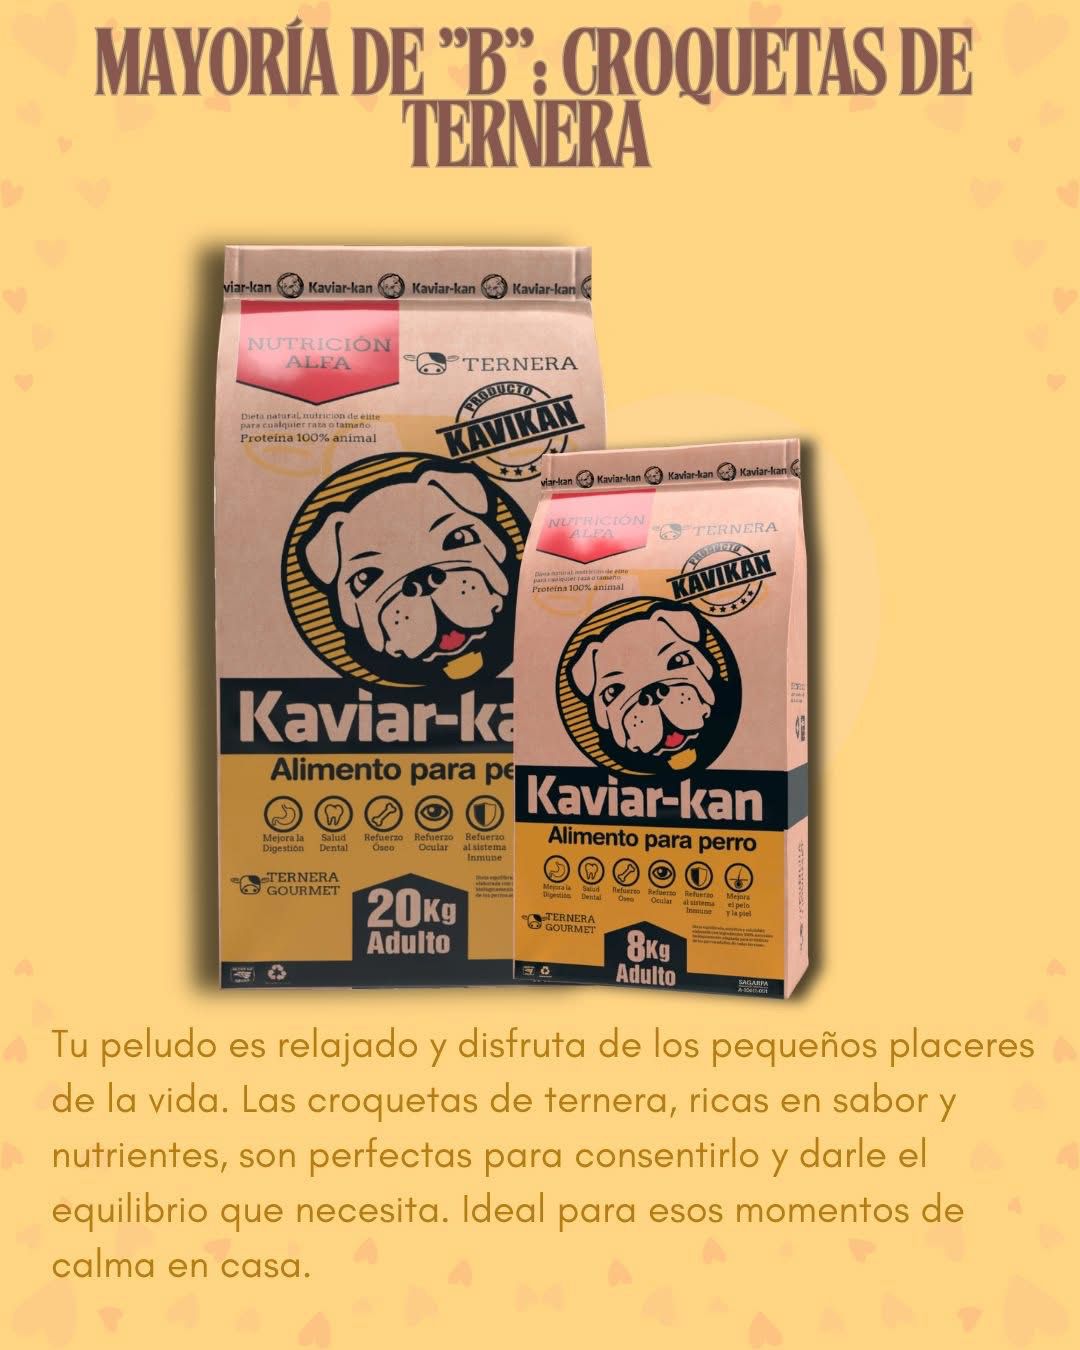 MAYORÍA DE "B": CROQUETAS DE
TERNERA
viar-kan Kaviar-kan Kaviar-kan Kaviar-kan
NUTRICIÓN
ALFA
TERNERA
Dieta natural, nutrición de élite
para cualquier raza o tamaño
Proteína 100% animal
PRODUCTO
KAVIKAN
Kaviar-ka
Alimento para pe
Mejora la
Digestión
Salud
Dental
Refuerzo
Óseo
Refuerzo
Ocular
Refuerzo
al sistema
Inmune
TERNERA
GOURMET
20Kg
Adulto
viar-kan Kaviar-kan Kaviar-kan Kaviar-kan
NUTRICIÓN
ALFA
TERNERA
Dieta natural, nutrición de élite
para cualquier raza o tamaño
Proteína 100% animal
PRODUCTO
KAVIKAN
Kaviar-kan
Alimento para perro
Mejora la
Digestión
Salud
Dental
Refuerzo
Óseo
Refuerzo
Ocular
Refuerzo
al sistema
Inmune
Mejora
el pelo
y la piel
TERNERA
GOURMET
8Kg
Adulto
SAGARPA
Tu peludo es relajado y disfruta de los pequeños placeres
de la vida. Las croquetas de ternera, ricas en sabor y
nutrientes, son perfectas para consentirlo y darle el
equilibrio que necesita. Ideal para esos momentos de
calma en casa.